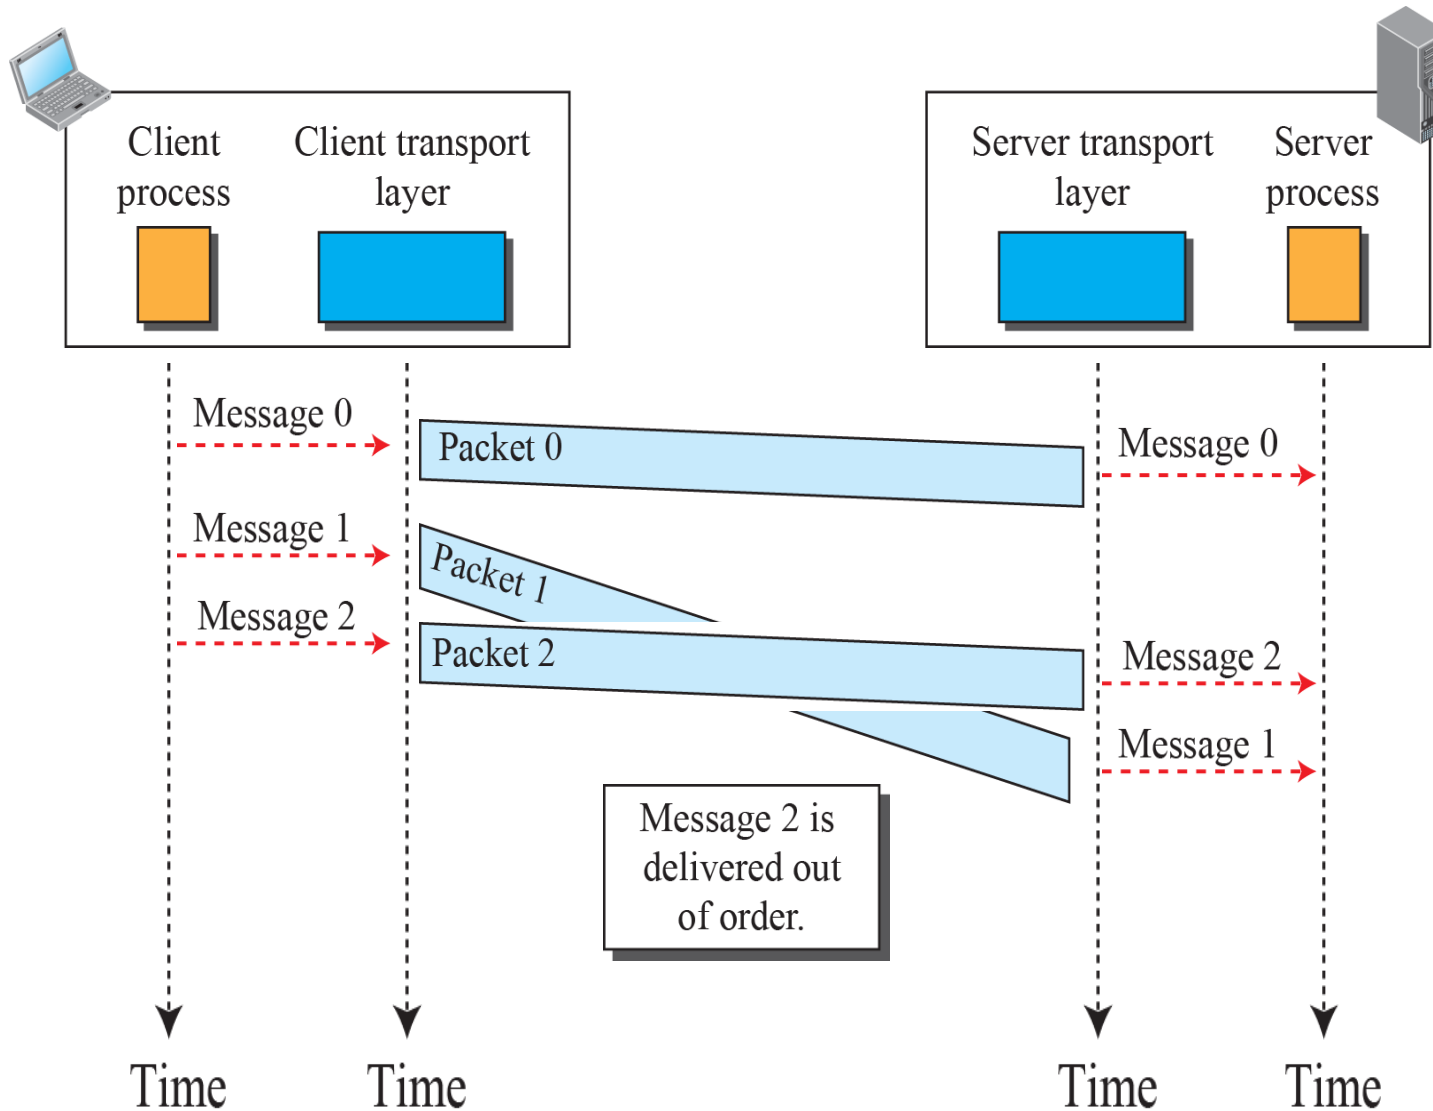 Client
process
Client transport
layer
Server transport
layer
Server
process
Message 0
Packet 0
Message 0
Message 1
Packet 1
Message 2
Packet 2
Message 2
Message 1
Message 2 is
delivered out
of order.
Time
Time
Time
Time